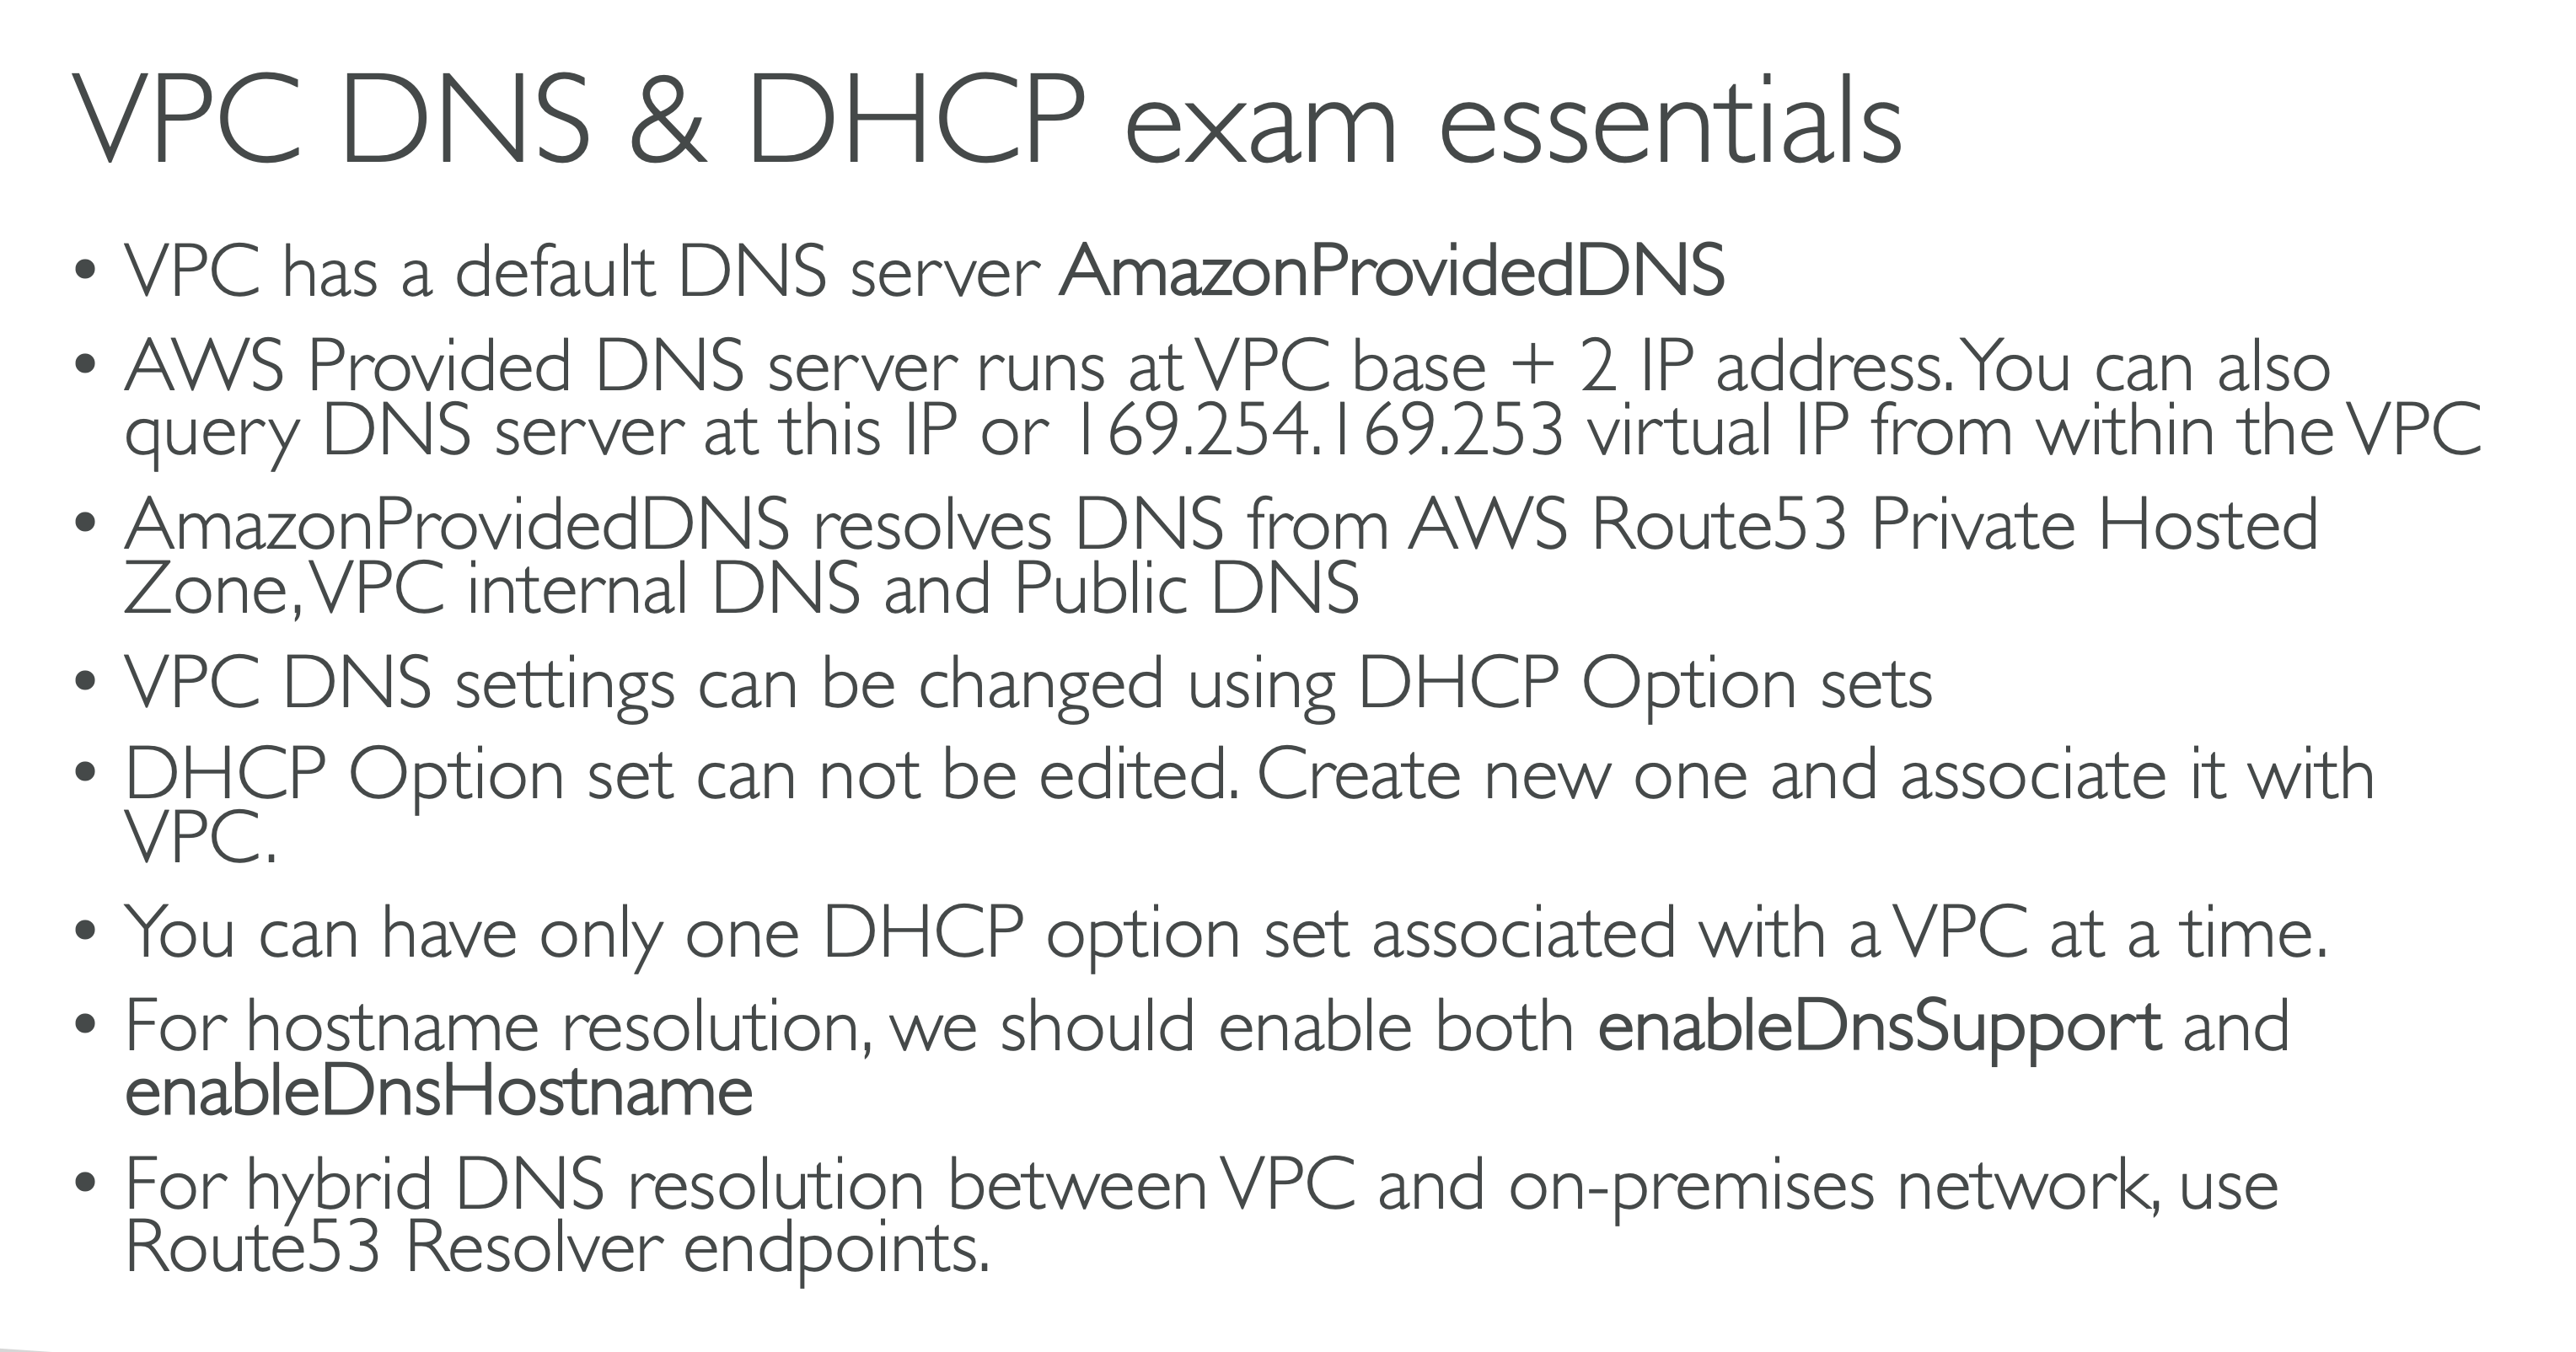 VPC DNS & DHCP exam essentials
• VPC has a default DNS server AmazonProvidedDNS
• AWS Provided DNS server runs at VPC base + 2 IP address. You can also
query DNS server at this IP or 169.254.169.253 virtual IP from within the VPC
• AmazonProvidedDNS resolves DNS from AWS Route53 Private Hosted
Zone, VPC internal DNS and Public DNS
• VPC DNS settings can be changed using DHCP Option sets
• DHCP Option set can not be edited. Create new one and associate it with
VPC.
• You can have only one DHCP option set associated with a VPC at a time.
• For hostname resolution, we should enable both enableDnsSupport and
enableDnsHostname
• For hybrid DNS resolution between VPC and on-premises network, use
Route53 Resolver endpoints.